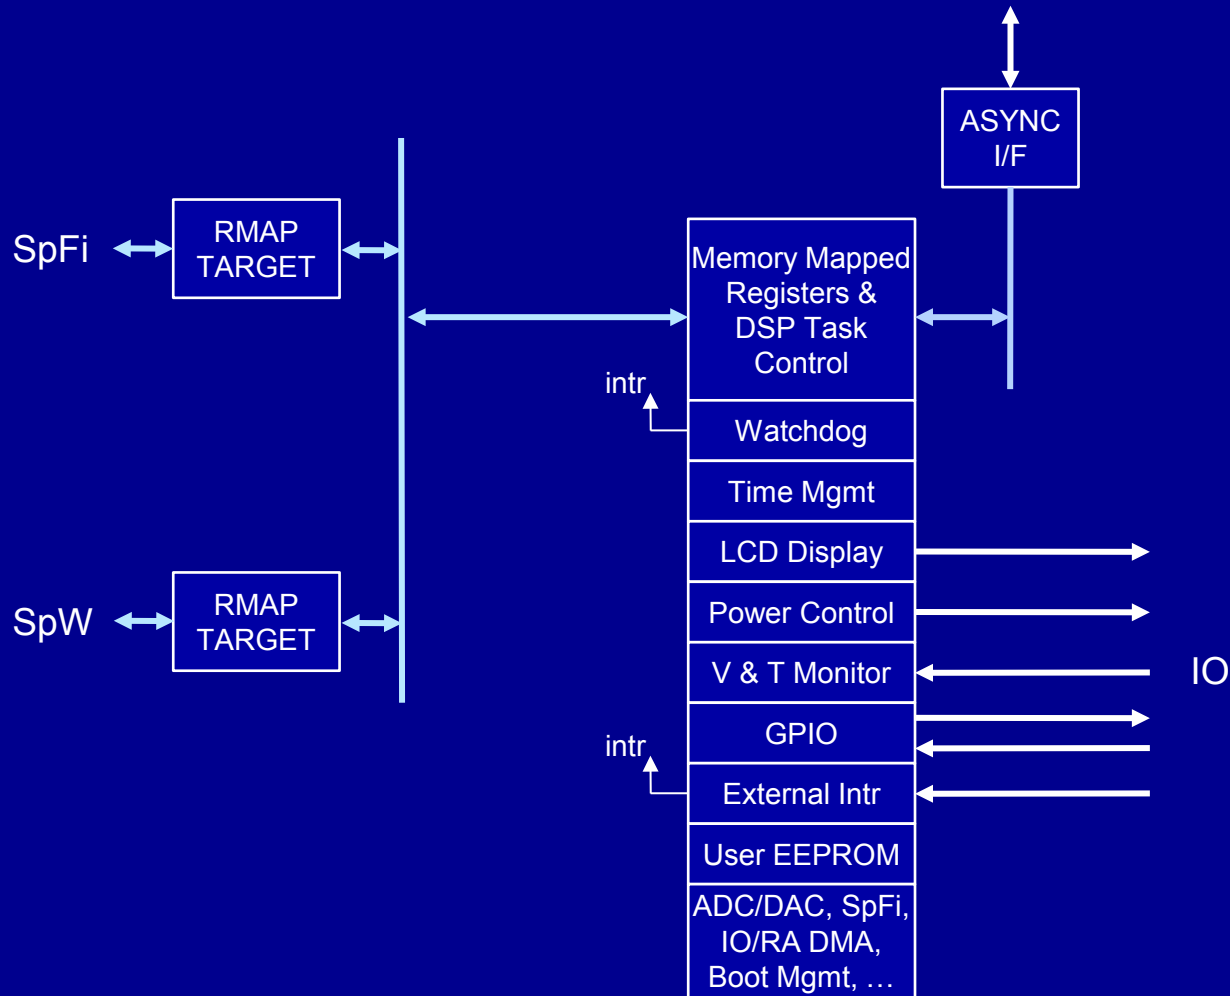 ASYNC
I/F
SpFi
RMAP
TARGET
Memory Mapped
Registers &
DSP Task
Control
intr
Watchdog
Time Mgmt
LCD Display
SpW
RMAP
TARGET
Power Control
V & T Monitor
IO
GPIO
intr
External Intr
User EEPROM
ADC/DAC, SpFi,
IO/RA DMA,
Boot Mgmt, …